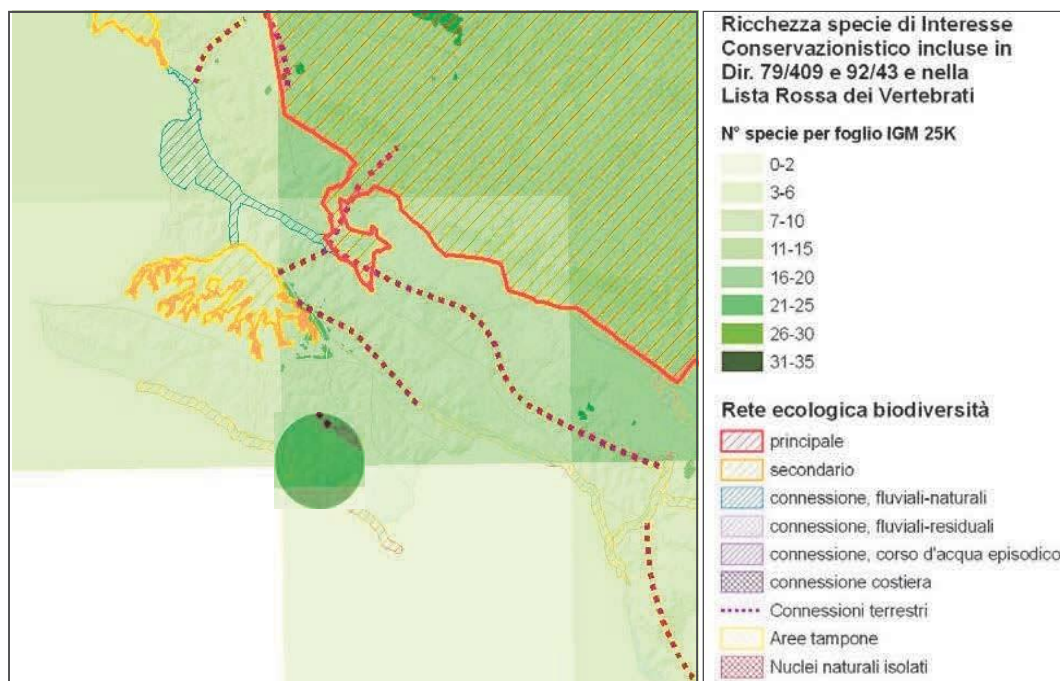 Ricchezza specie di Interesse
Conservazionistico incluse in
Dir. 79/409 e 92/43 e nella
Lista Rossa dei Vertebrati
N° specie per foglio IGM 25K
0-2
3-6
7-10
11-15
16-20
21-25
26-30
31-35
Rete ecologica biodiversità
principale
secondario
connessione, fluviali-naturali
connessione, fluviali-residuali
connessione, corso d'acqua episodico
connessione costiera
Connessioni terrestri
Aree tampone
Nuclei naturali isolati